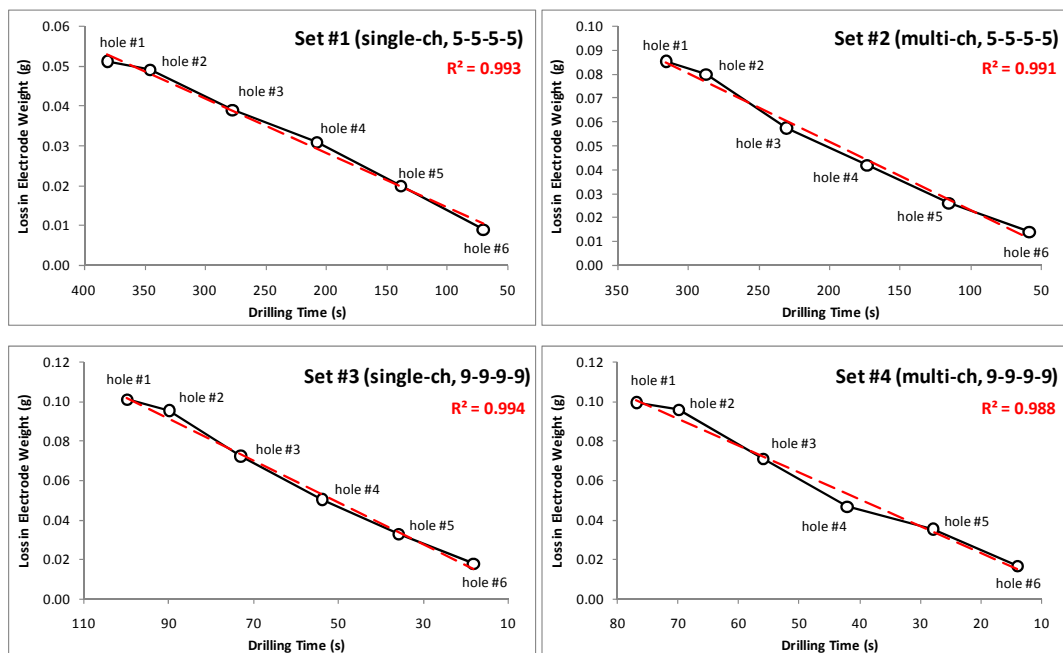 Set #1 (single-ch, 5-5-5-5)
R² = 0.993
Loss in Electrode Weight (g)
0.06
0.05
0.04
0.03
0.02
0.01
0.00
hole #1
hole #2
hole #3
hole #4
hole #5
hole #6
400 350 300 250 200 150 100 50
Drilling Time (s)
Set #2 (multi-ch, 5-5-5-5)
R² = 0.991
Loss in Electrode Weight (g)
0.10
0.09
0.08
0.07
0.06
0.05
0.04
0.03
0.02
0.01
0.00
hole #1
hole #2
hole #3
hole #4
hole #5
hole #6
350 300 250 200 150 100 50
Drilling Time (s)
Set #3 (single-ch, 9-9-9-9)
R² = 0.994
Loss in Electrode Weight (g)
0.12
0.10
0.08
0.06
0.04
0.02
0.00
hole #1
hole #2
hole #3
hole #4
hole #5
hole #6
110 90 70 50 30 10
Drilling Time (s)
Set #4 (multi-ch, 9-9-9-9)
R² = 0.988
Loss in Electrode Weight (g)
0.12
0.10
0.08
0.06
0.04
0.02
0.00
hole #1
hole #2
hole #3
hole #4
hole #5
hole #6
80 70 60 50 40 30 20 10
Drilling Time (s)